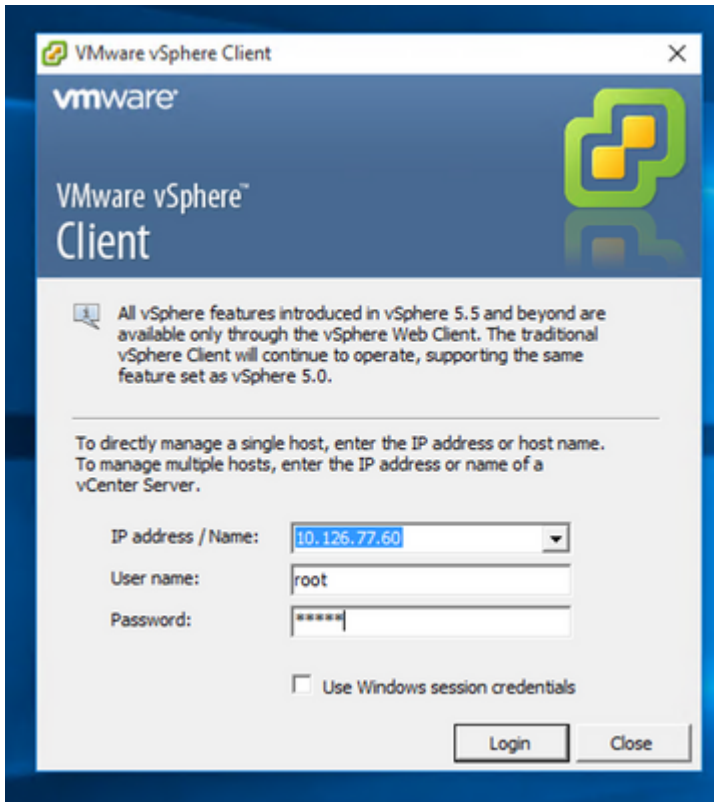 VMware vSphere Client
vmware
VMware vSphere™
Client
All vSphere features introduced in vSphere 5.5 and beyond are
available only through the vSphere Web Client. The traditional
vSphere Client will continue to operate, supporting the same
feature set as vSphere 5.0.
To directly manage a single host, enter the IP address or host name.
To manage multiple hosts, enter the IP address or name of a
vCenter Server.
IP address / Name: 10.126.77.60
User name: root
Password: *****
Use Windows session credentials
Login Close